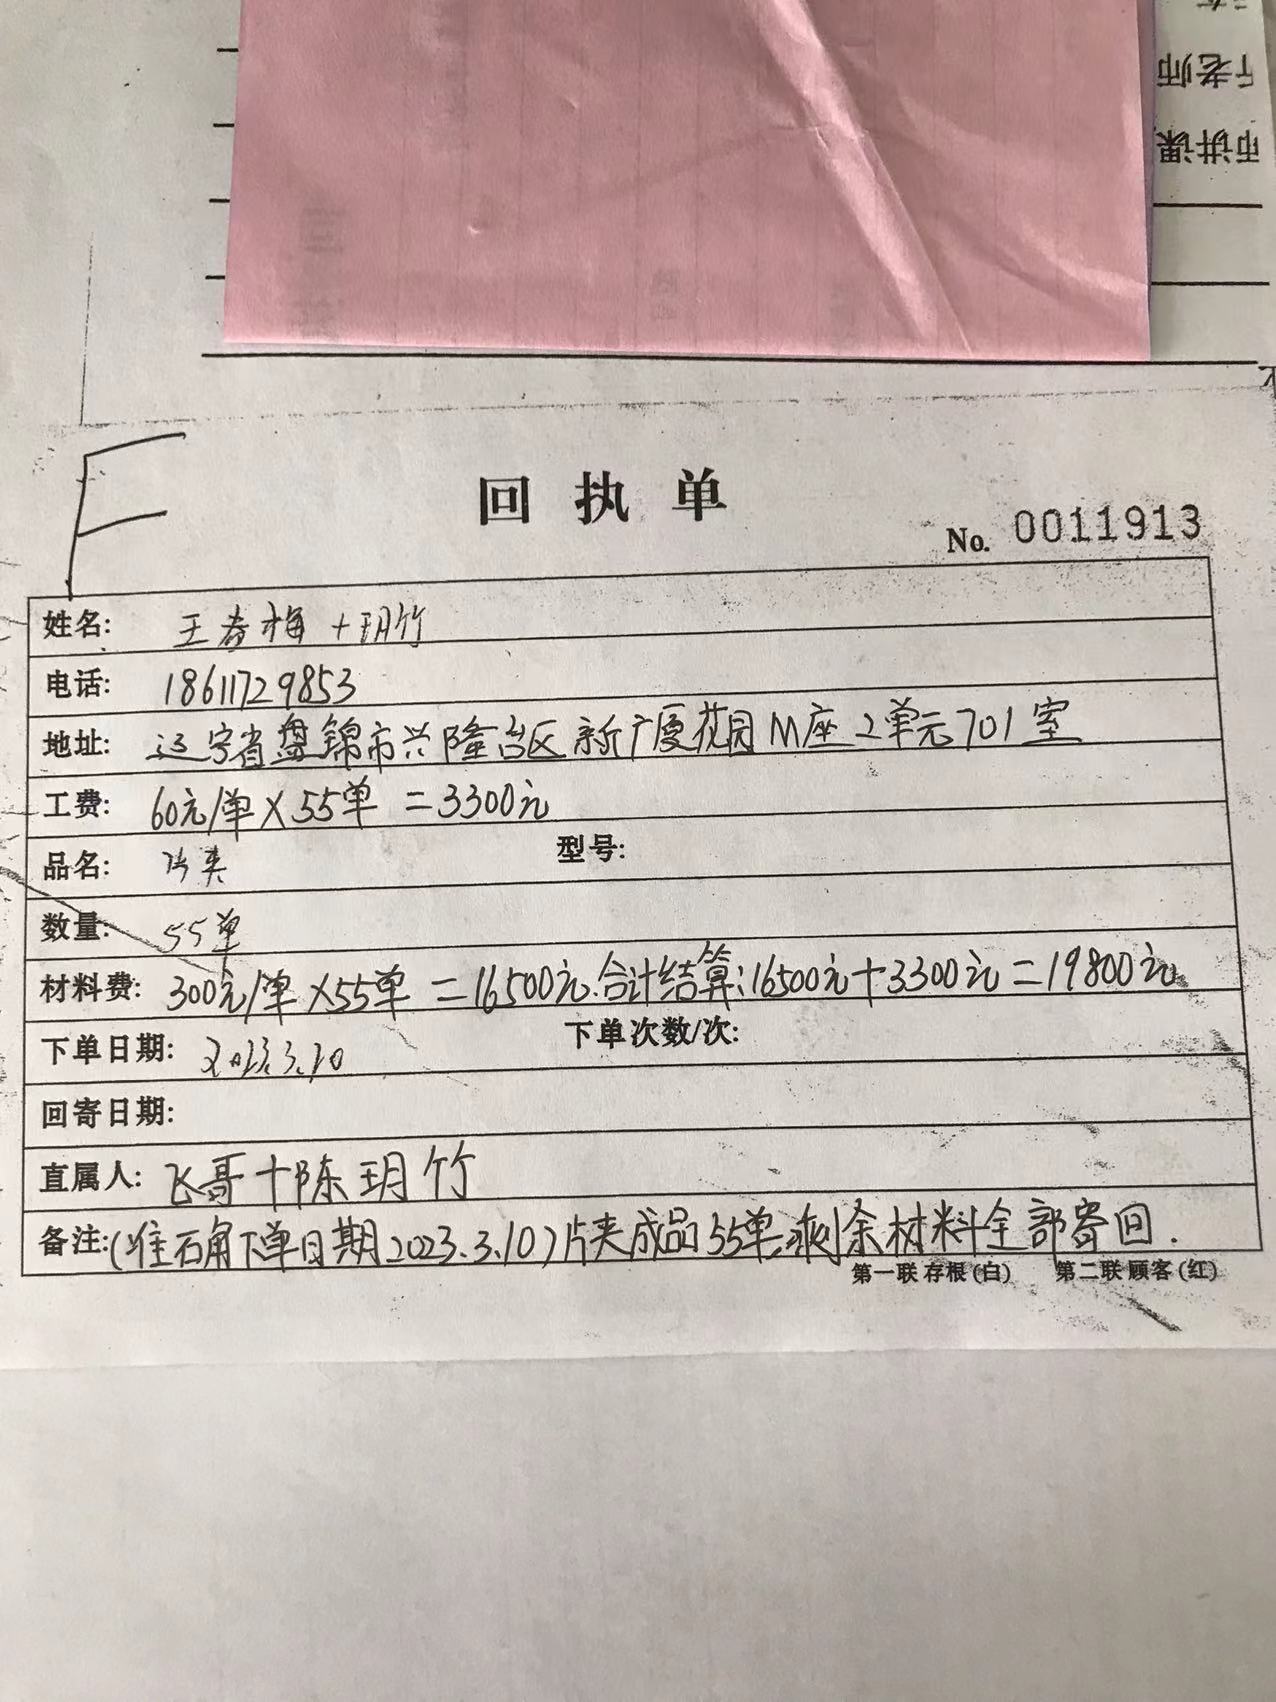 老师
讲课
回执单
No. 0011913
姓名: 王春梅+玥竹
电话: 18611729853
地址: 辽宁省盘锦市兴隆台区新广厦花园M座2单元701室
工费: 60元/单×55单=3300元
品名: 片夹 型号:
数量: 55单
材料费: 300元/单×55单=16500元.合计结算:16500元+3300元=19800元
下单日期: 2023.3.10 下单次数/次:
回寄日期:
直属人: 飞哥+陈玥竹
备注:(准石角下单日期2023.3.10)片夹成品55单,剩余材料全部寄回.
第一联 存根(白) 第二联 顾客(红)